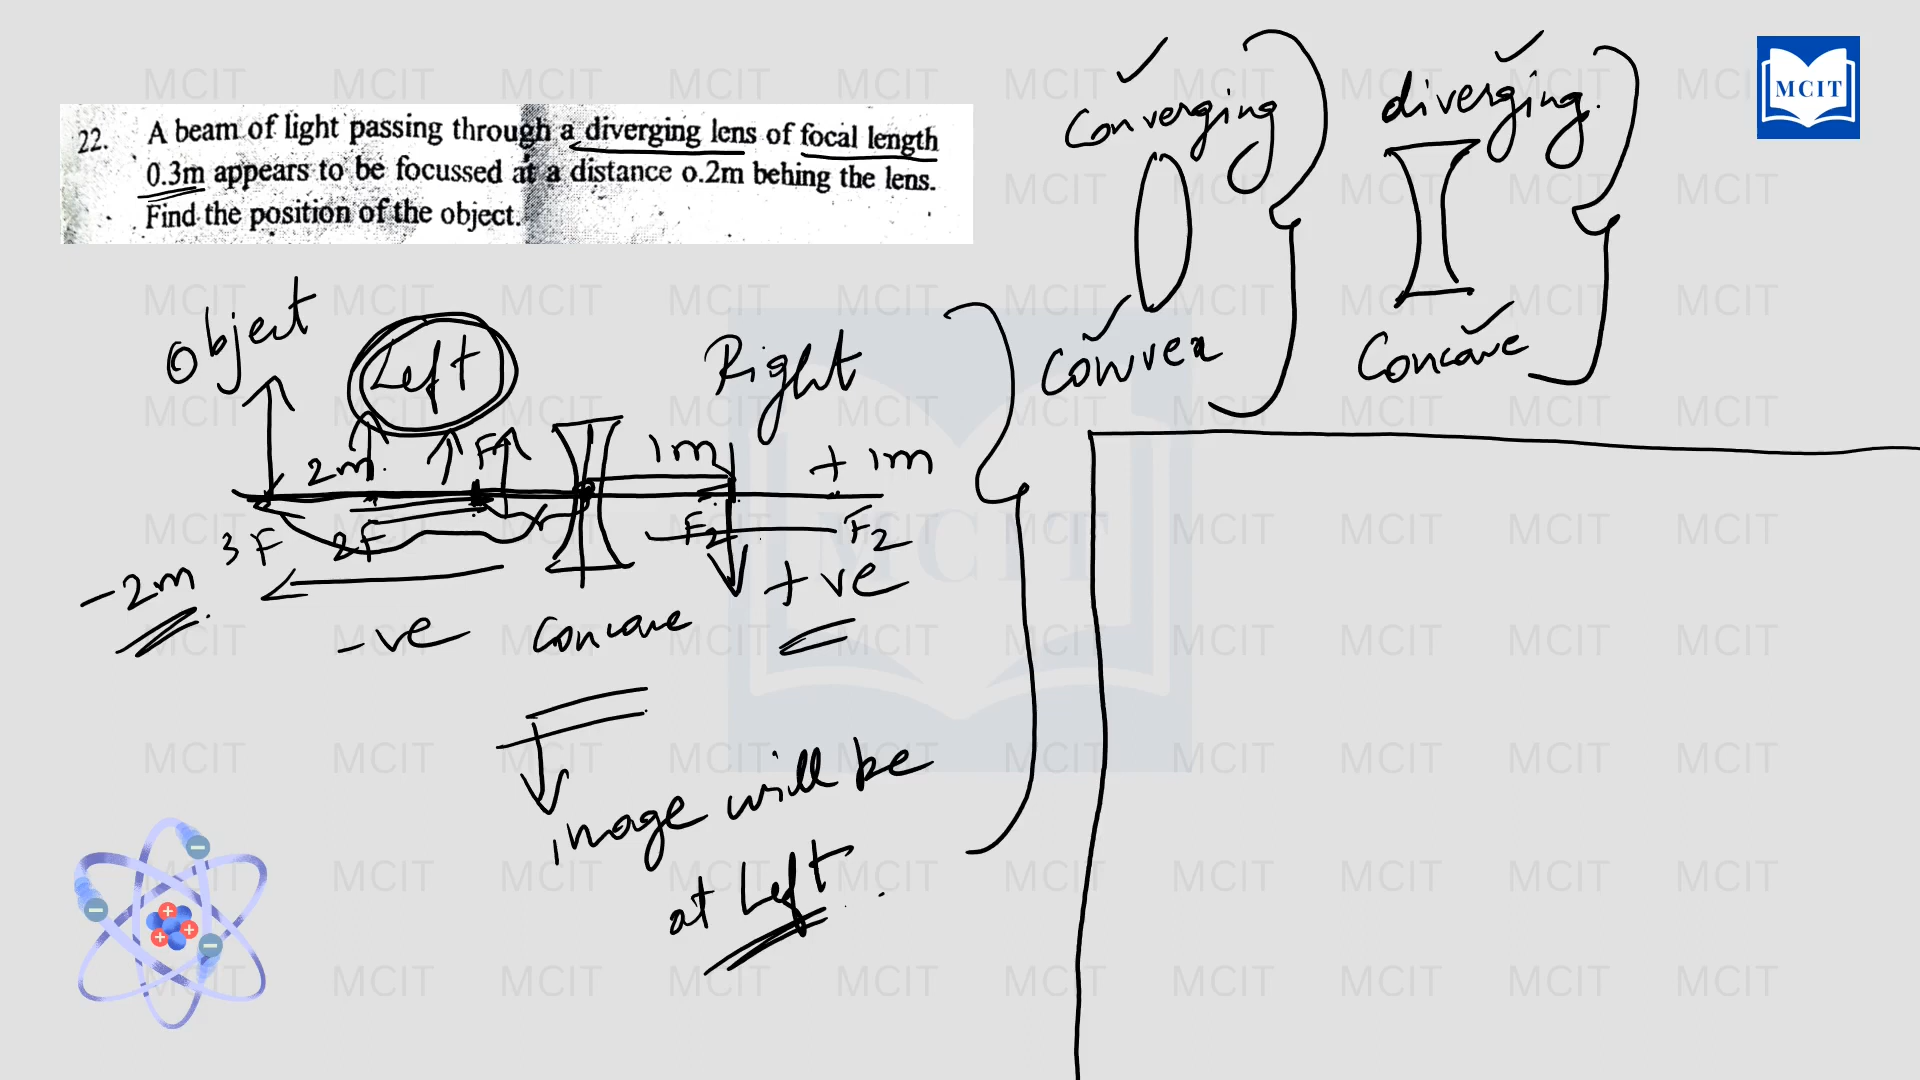 22. A beam of light passing through a diverging lens of focal length
0.3m appears to be focussed at a distance o.2m behing the lens.
Find the position of the object.
converging
diverging.
MCIT
convex
Concave
Object
Left
Right
2m.
F
1m
+ 1m
3F
2F
F2
F2
-2m
-ve
Concave
+ve
image will be
at Left.